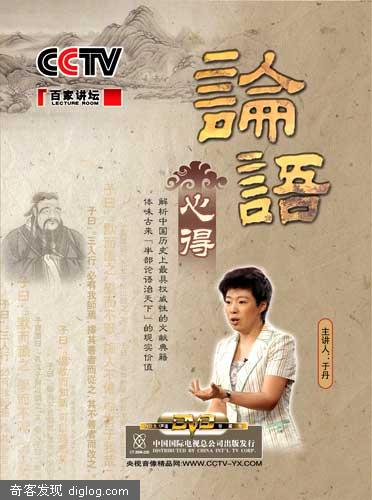 CCTV
百家讲坛
LECTURE ROOM
論語
心得
解析中国历史上最具权威性的文献典籍
体味古来「半部论语治天下」的现实价值
子曰：
子曰：「三人行，必有我师焉。择其善者而从之，其不善者而改之
主讲人：于丹
DVD
中国国际电视总公司出版发行
DISTRIBUTED BY CHINA INT'L TV CORP.
央视音像精品网:WWW.CCTV-YX.COM
奇客发现 diglog.com